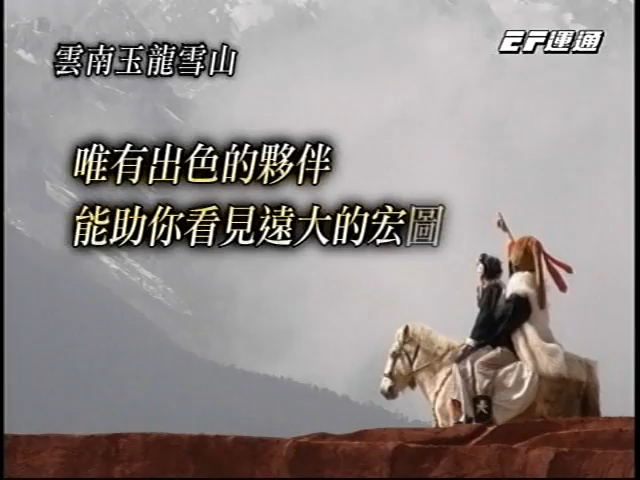 雲南玉龍雪山
EF運通
唯有出色的夥伴
能助你看見遠大的宏圖